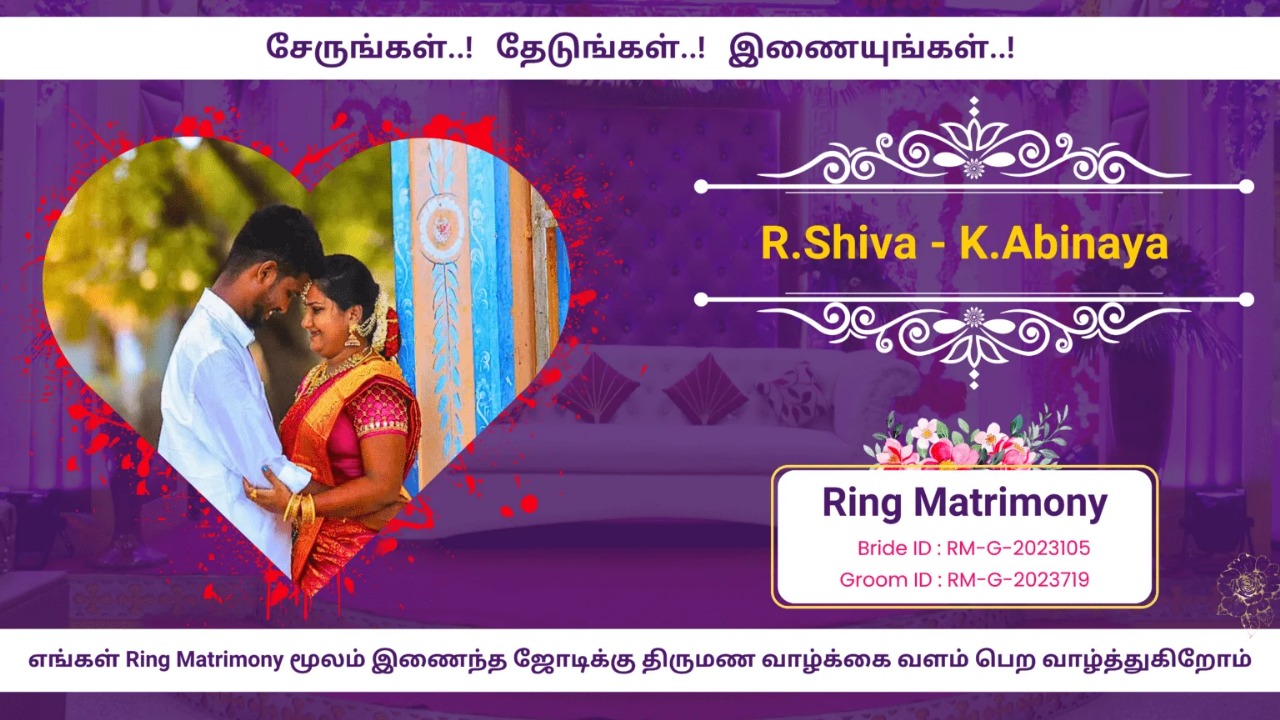 சேருங்கள்..! தேடுங்கள்..! இணையுங்கள்..!
R.Shiva - K.Abinaya
Ring Matrimony
Bride ID : RM-G-2023105
Groom ID : RM-G-2023719
எங்கள் Ring Matrimony மூலம் இணைந்த ஜோடிக்கு திருமண வாழ்க்கை வளம் பெற வாழ்த்துகிறோம்